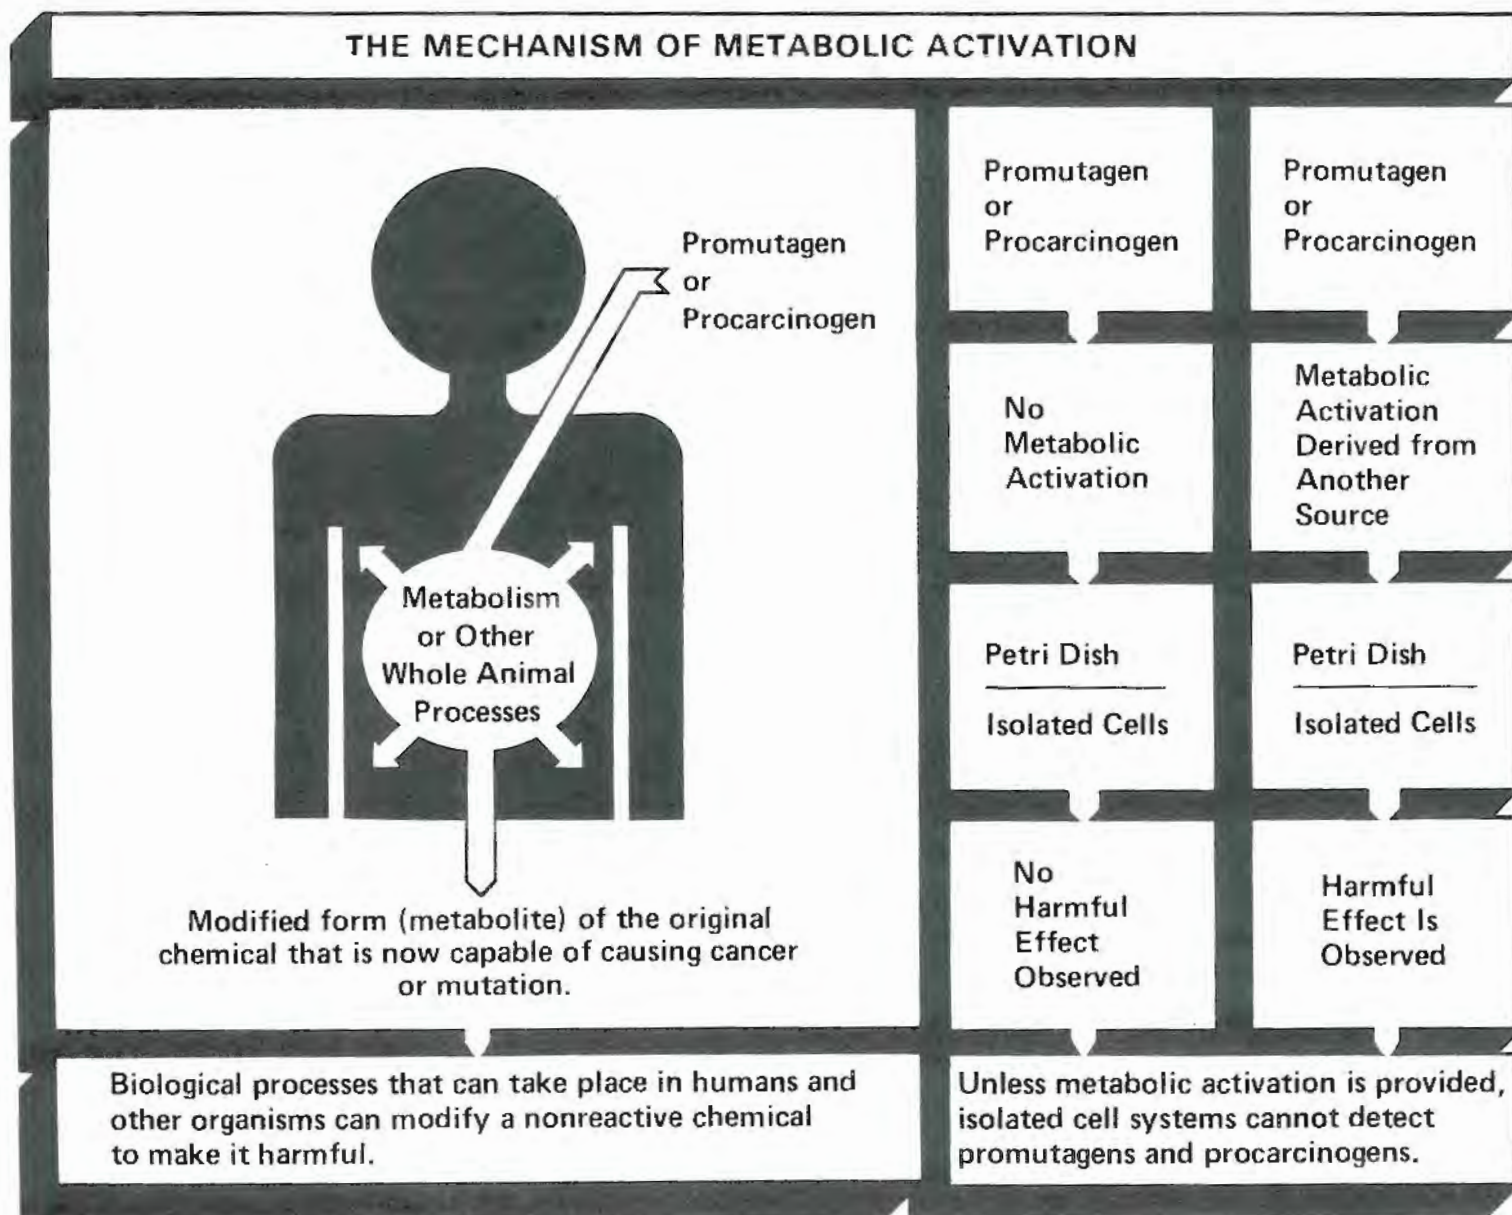 THE MECHANISM OF METABOLIC ACTIVATION
Promutagen
or
Procarcinogen
Metabolism
or Other
Whole Animal
Processes
Modified form (metabolite) of the original
chemical that is now capable of causing cancer
or mutation.
Biological processes that can take place in humans and
other organisms can modify a nonreactive chemical
to make it harmful.
Promutagen
or
Procarcinogen
No
Metabolic
Activation
Petri Dish
Isolated Cells
No
Harmful
Effect
Observed
Promutagen
or
Procarcinogen
Metabolic
Activation
Derived from
Another
Source
Petri Dish
Isolated Cells
Harmful
Effect Is
Observed
Unless metabolic activation is provided,
isolated cell systems cannot detect
promutagens and procarcinogens.